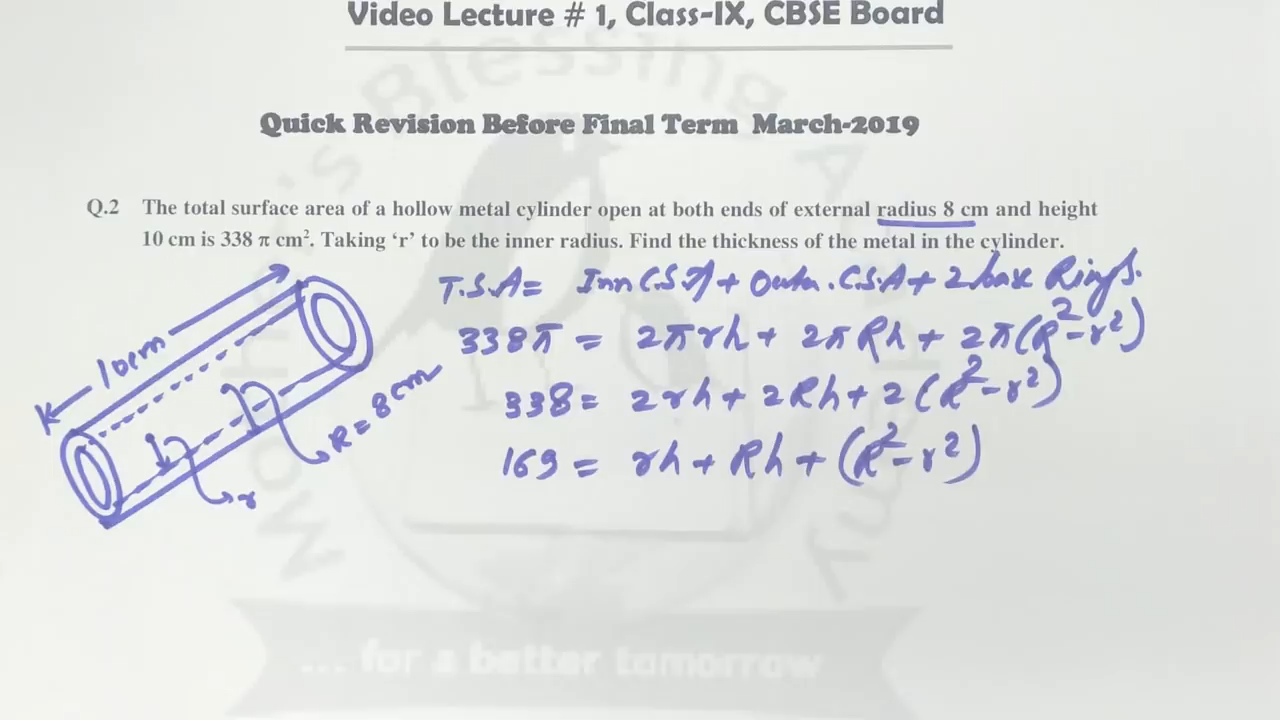 Video Lecture # 1, Class-IX, CBSE Board
Quick Revision Before Final Term March-2019
Q.2 The total surface area of a hollow metal cylinder open at both ends of external radius 8 cm and height
10 cm is 338 π cm². Taking ‘r’ to be the inner radius. Find the thickness of the metal in the cylinder.
T.S.A = Inn CSA + Outer. C.S.A + 2 base Rings.
338π = 2πrh + 2πRh + 2π(R²-r²)
338 = 2rh + 2Rh + 2(R²-r²)
169 = rh + Rh + (R²-r²)
10cm
R = 8cm
r
Mother's Blessing Academy
... for a better tomorrow